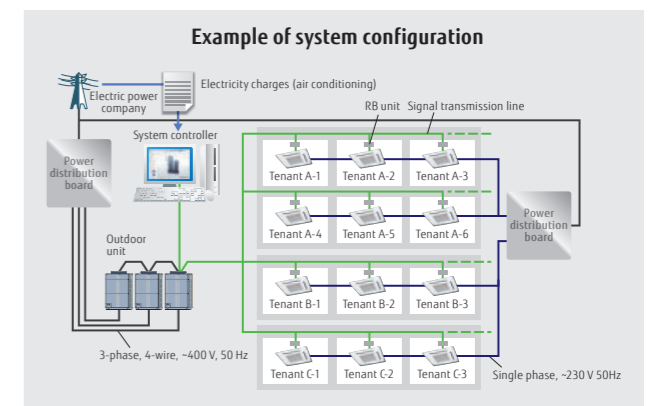 Example of system configuration
Electricity charges (air conditioning)
Electric power
company
RB unit
Signal transmission line
System controller
Power
distribution
board
Tenant A-1
Tenant A-2
Tenant A-3
Tenant A-4
Tenant A-5
Tenant A-6
Power
distribution
board
Outdoor
unit
Tenant B-1
Tenant B-2
Tenant B-3
3-phase, 4-wire, ~400 V, 50 Hz
Tenant C-1
Tenant C-2
Tenant C-3
Single phase, ~230 V 50Hz